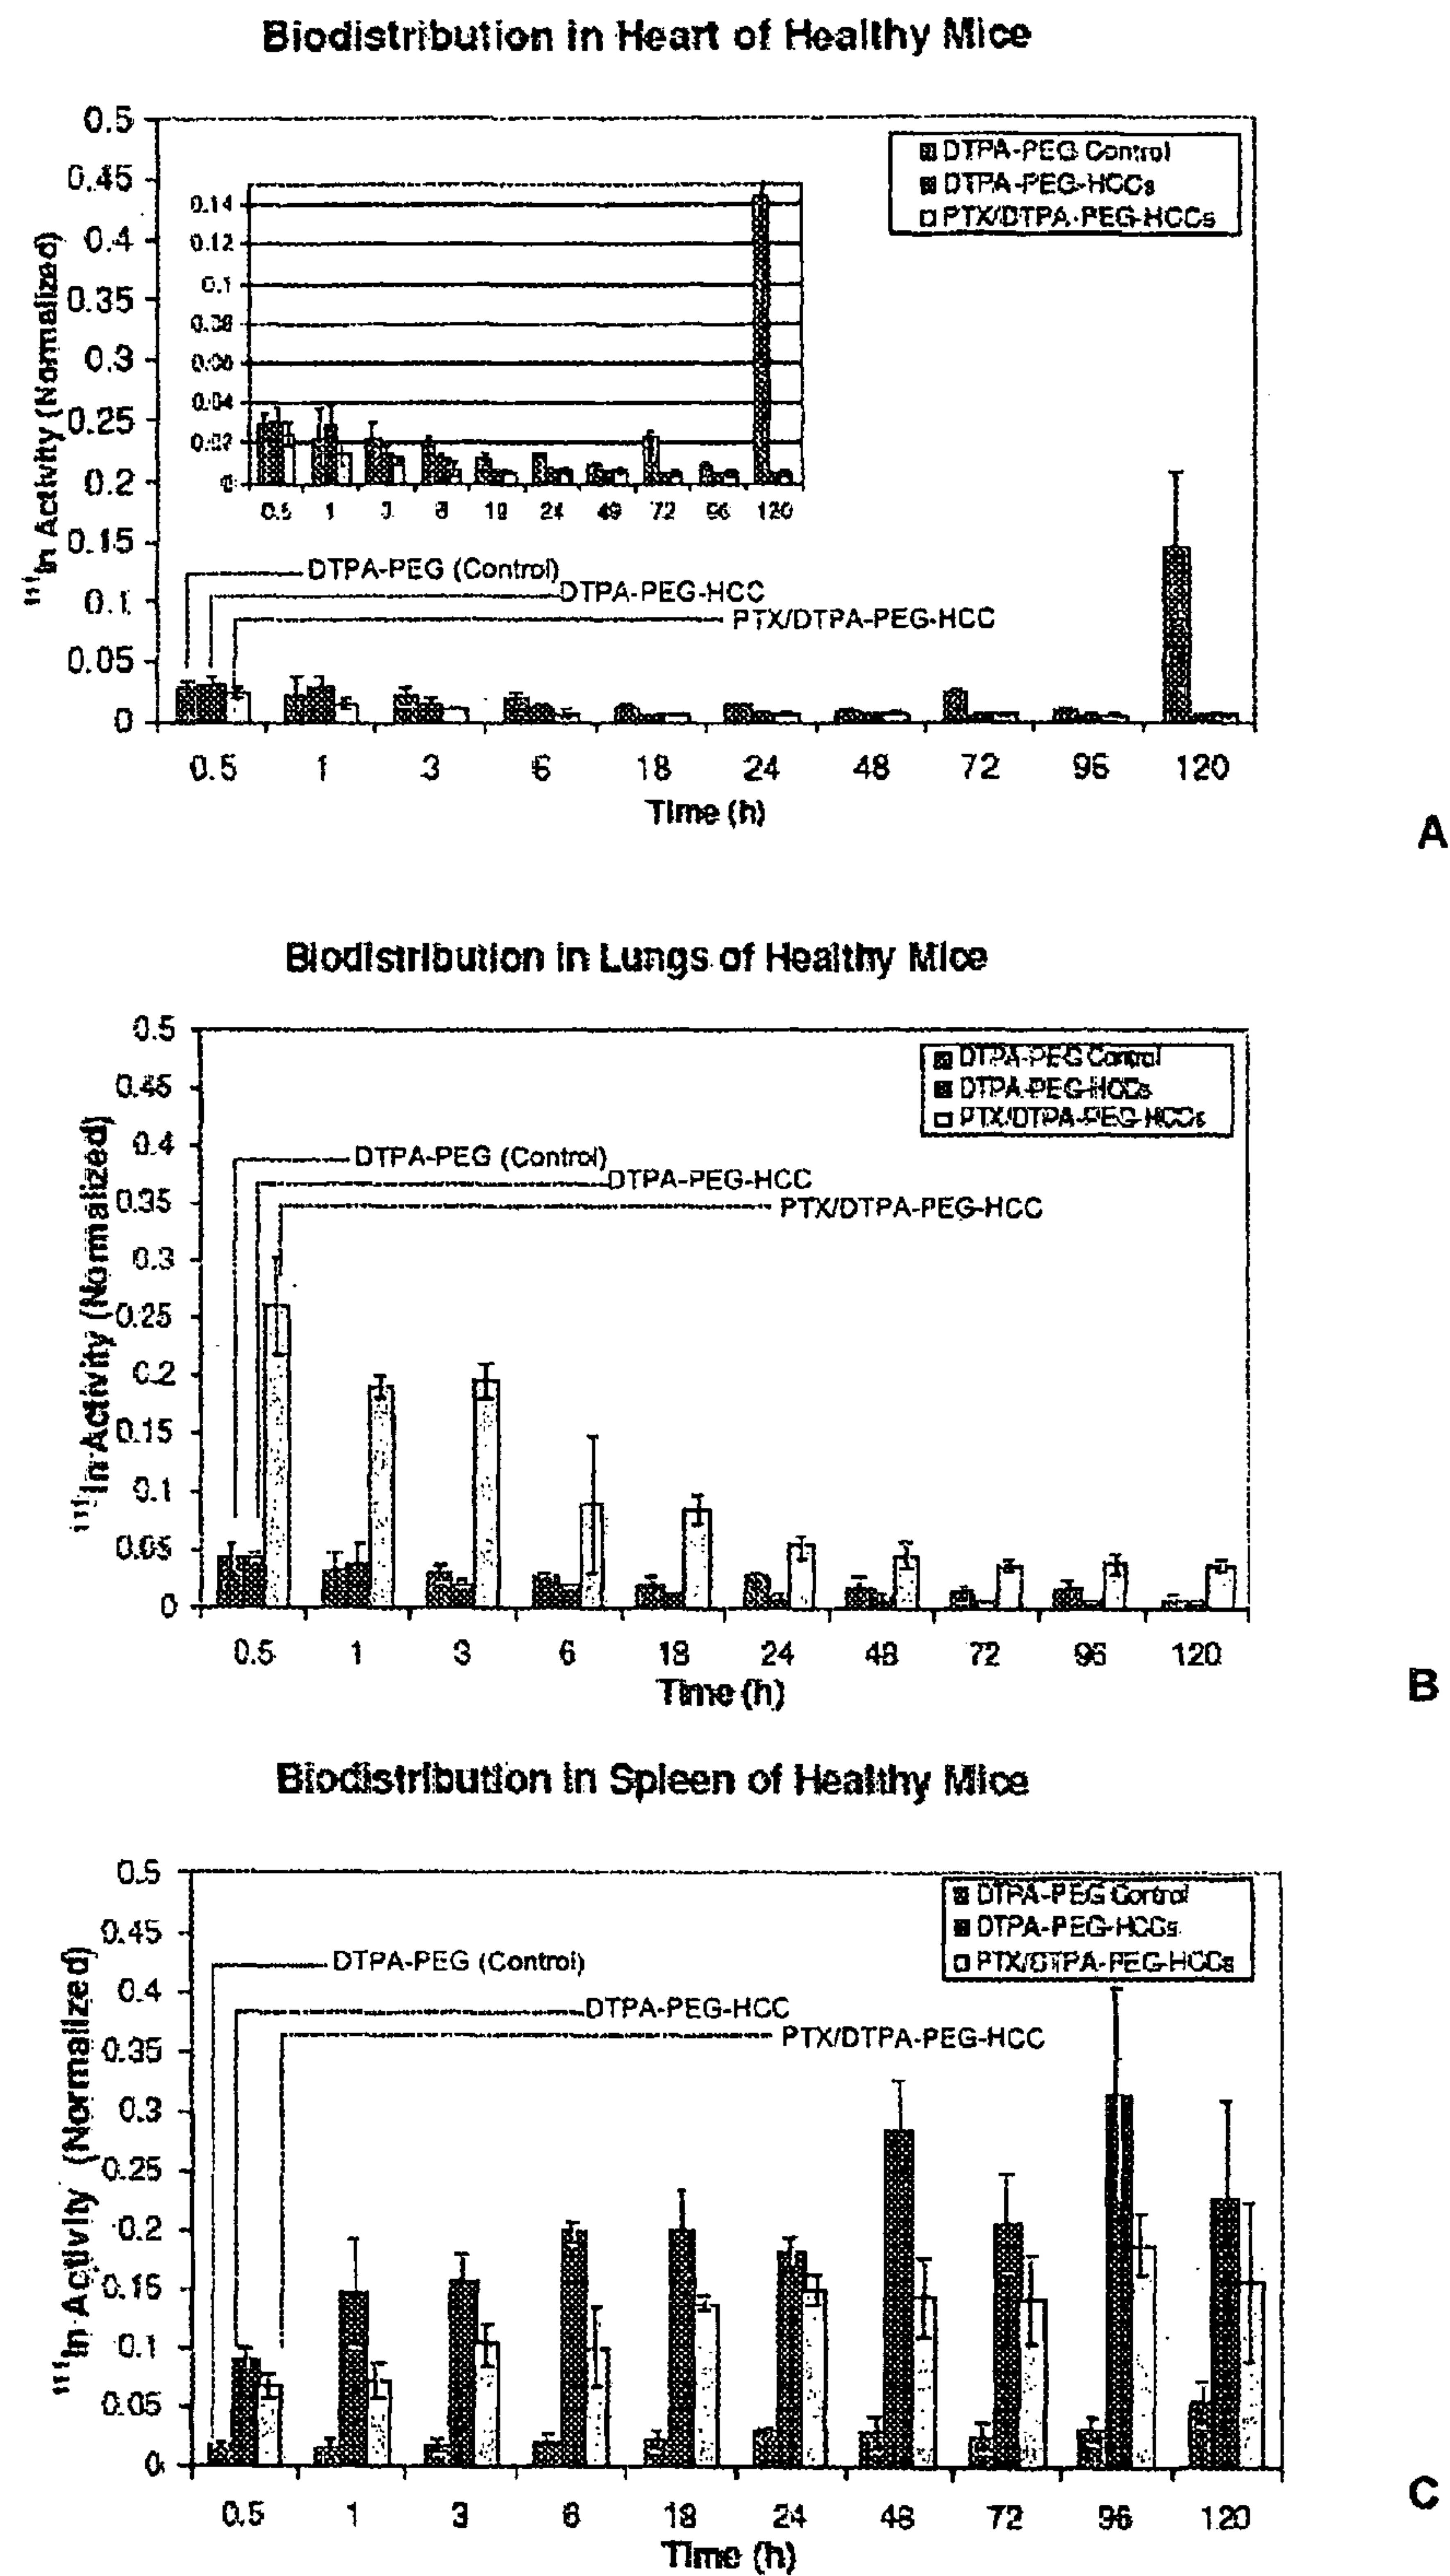 Biodistribution in Heart of Healthy Mice
0.5
0.45
0.4
0.35
0.3
0.25
0.2
0.15
0.1
0.05
0
¹¹¹In Activity (Normalized)
DTPA-PEG Control
DTPA-PEG-HCCs
PTX/DTPA-PEG-HCCs
0.14
0.12
0.1
0.08
0.06
0.04
0.02
0
0.5 1 3 6 18 24 48 72 96 120
DTPA-PEG (Control)
DTPA-PEG-HCC
PTX/DTPA-PEG-HCC
0.5 1 3 6 18 24 48 72 96 120
Time (h)
A
Biodistribution in Lungs of Healthy Mice
0.5
0.45
0.4
0.35
0.3
0.25
0.2
0.15
0.1
0.05
0
¹¹¹In Activity (Normalized)
DTPA-PEG Control
DTPA-PEG-HCCs
PTX/DTPA-PEG-HCCs
DTPA-PEG (Control)
DTPA-PEG-HCC
PTX/DTPA-PEG-HCC
0.5 1 3 6 18 24 48 72 96 120
Time (h)
B
Biodistribution in Spleen of Healthy Mice
0.5
0.45
0.4
0.35
0.3
0.25
0.2
0.15
0.1
0.05
0
¹¹¹In Activity (Normalized)
DTPA-PEG Control
DTPA-PEG-HCCs
PTX/DTPA-PEG-HCCs
DTPA-PEG (Control)
DTPA-PEG-HCC
PTX/DTPA-PEG-HCC
0.5 1 3 6 18 24 48 72 96 120
Time (h)
C